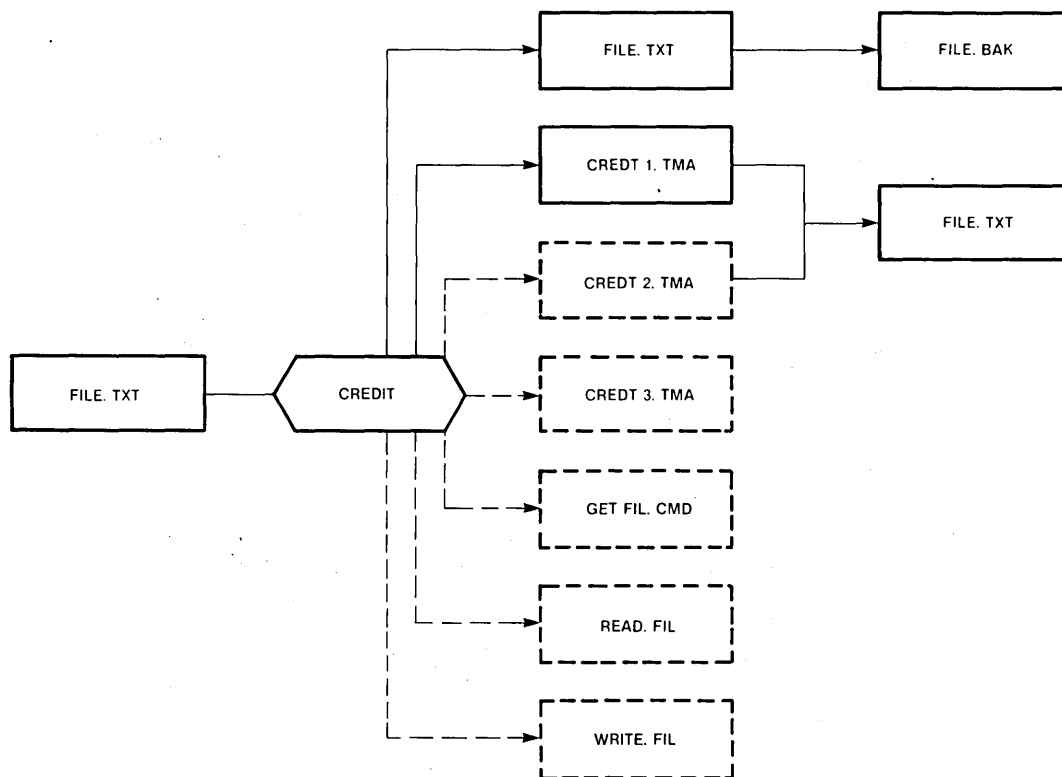 FILE. TXT
FILE. BAK
CREDT 1. TMA
FILE. TXT
CREDT 2. TMA
FILE. TXT
CREDIT
CREDT 3. TMA
GET FIL. CMD
READ. FIL
WRITE. FIL